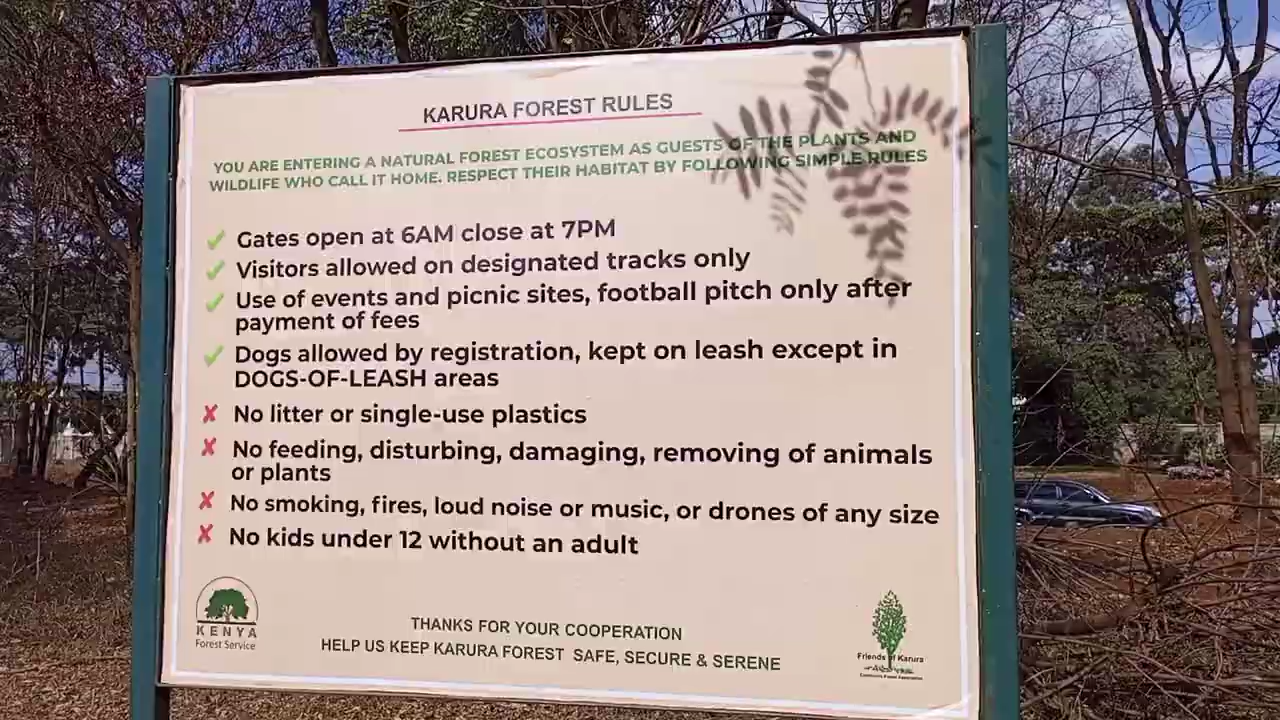 KARURA FOREST RULES
YOU ARE ENTERING A NATURAL FOREST ECOSYSTEM AS GUESTS OF THE PLANTS AND
WILDLIFE WHO CALL IT HOME. RESPECT THEIR HABITAT BY FOLLOWING SIMPLE RULES
Gates open at 6AM close at 7PM
Visitors allowed on designated tracks only
Use of events and picnic sites, football pitch only after
payment of fees
Dogs allowed by registration, kept on leash except in
DOGS-OF-LEASH areas
No litter or single-use plastics
No feeding, disturbing, damaging, removing of animals
or plants
No smoking, fires, loud noise or music, or drones of any size
No kids under 12 without an adult
THANKS FOR YOUR COOPERATION
HELP US KEEP KARURA FOREST SAFE, SECURE & SERENE
KENYA
Forest Service
Friends of Karura
Community Forest Association